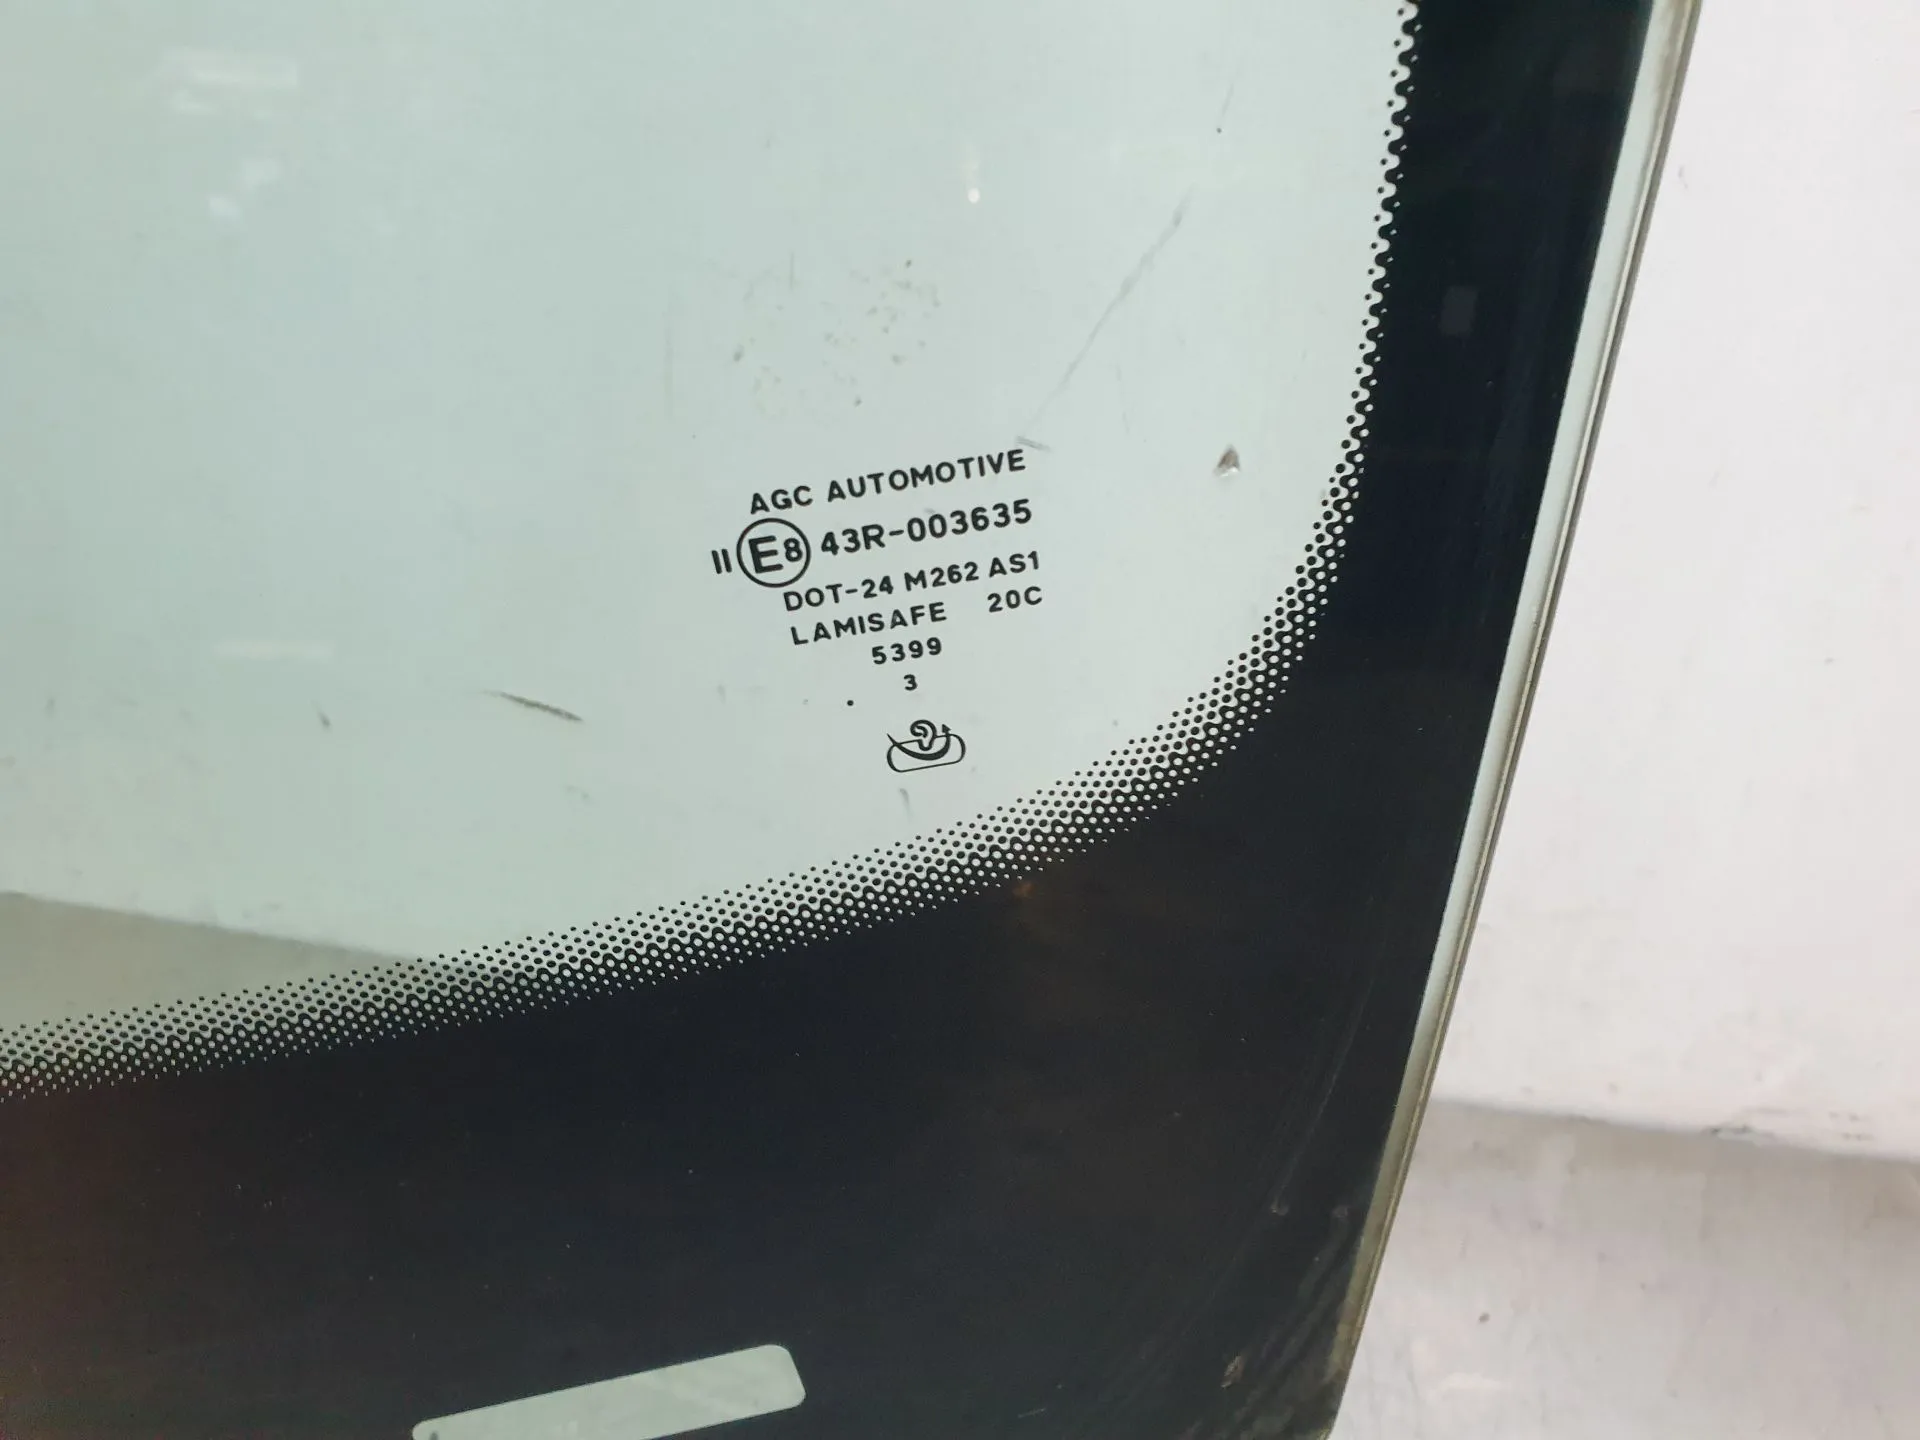 AGC AUTOMOTIVE
II E8 43R-003635
DOT-24 M262 AS1
LAMISAFE 20C
5399
3